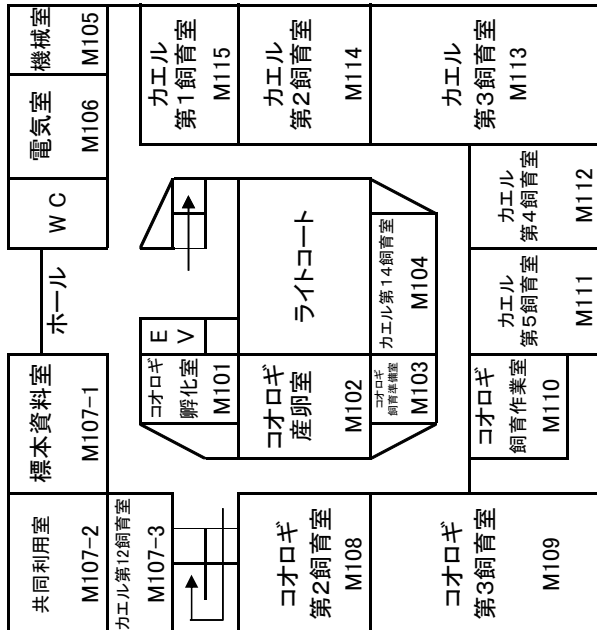 機械室
M105
電気室
M106
W C
ホール
標本資料室
M107-1
共同利用室
M107-2
カエル第12飼育室
M107-3
カエル
第1飼育室
M115
カエル
第2飼育室
M114
カエル
第3飼育室
M113
カエル
第4飼育室
M112
カエル
第5飼育室
M111
コオロギ
飼育作業室
M110
ライトコート
カエル第14飼育室
M104
E
V
コオロギ
孵化室
M101
コオロギ
産卵室
M102
コオロギ
飼育準備室
M103
コオロギ
第2飼育室
M108
コオロギ
第3飼育室
M109